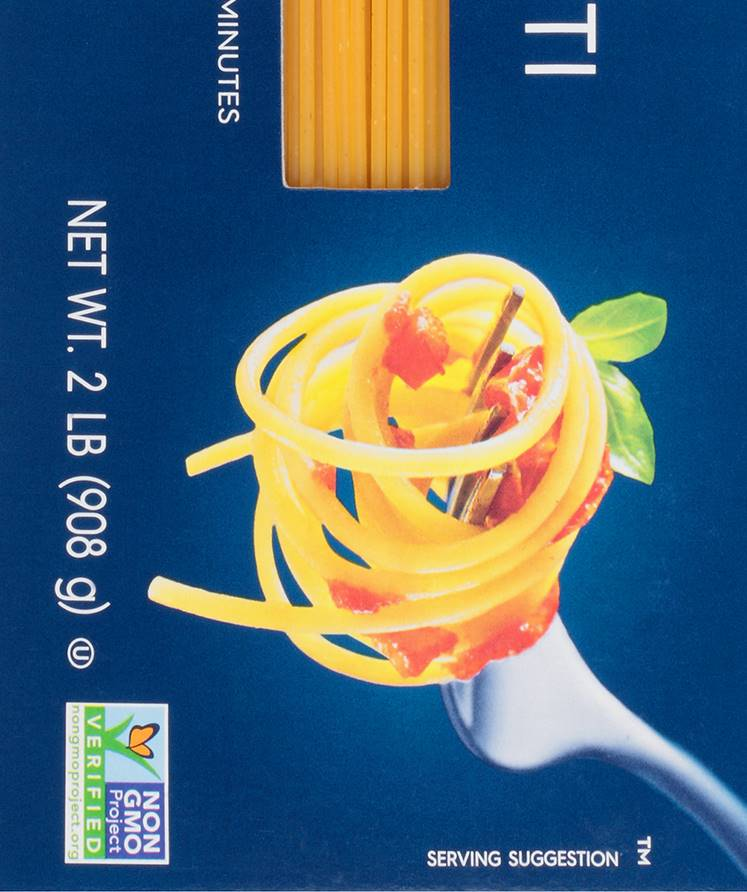 TI
MINUTES
NET WT. 2 LB (908 g) U
NON
GMO
Project
VERIFIED
nongmoproject.org
TM
SERVING SUGGESTION